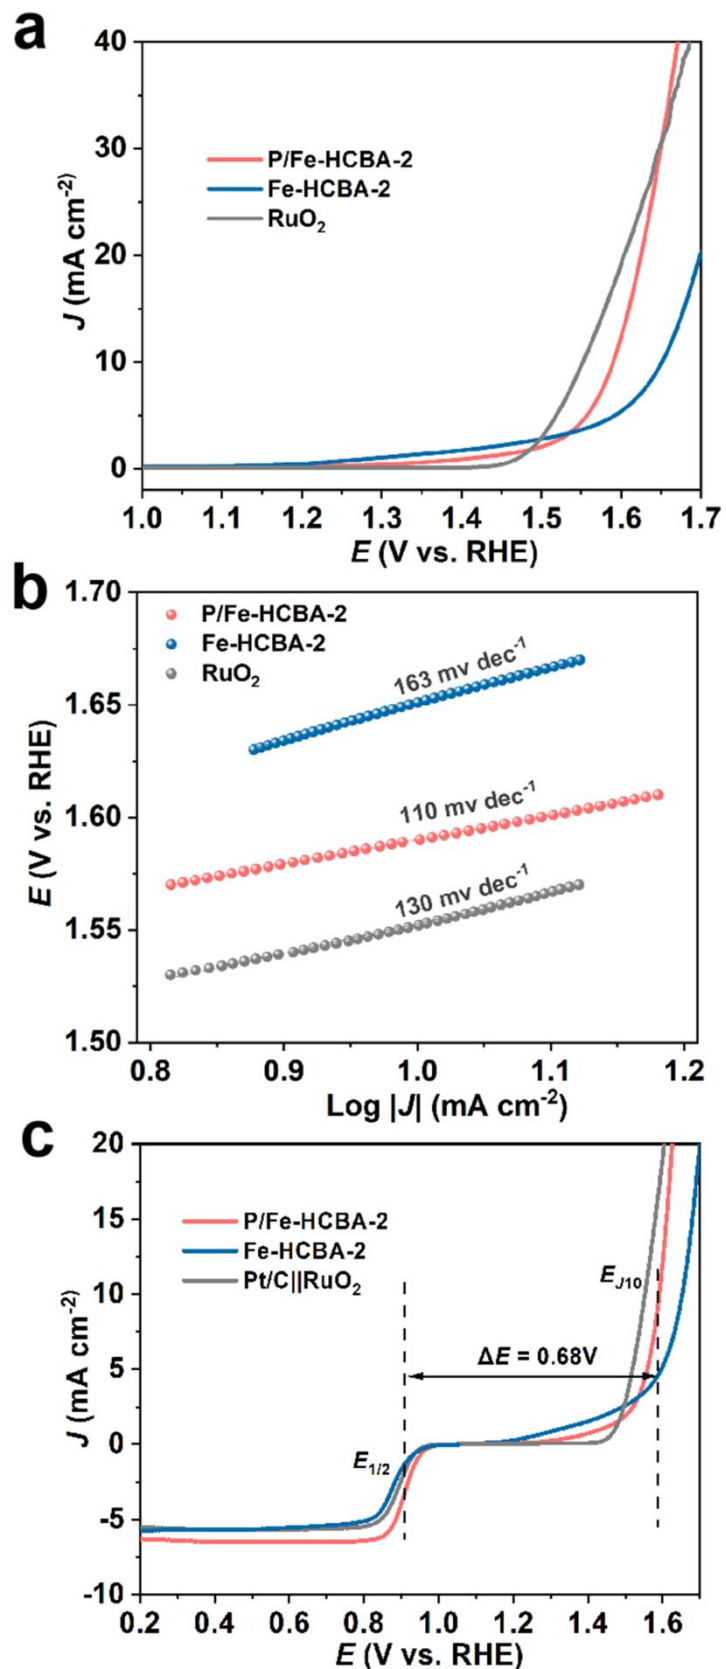 a
40
30
20
10
0
J (mA cm⁻²)
P/Fe-HCBA-2
Fe-HCBA-2
RuO₂
1.0 1.1 1.2 1.3 1.4 1.5 1.6 1.7
E (V vs. RHE)
b
1.70
1.65
1.60
1.55
1.50
E (V vs. RHE)
P/Fe-HCBA-2
Fe-HCBA-2
RuO₂
163 mv dec⁻¹
110 mv dec⁻¹
130 mv dec⁻¹
0.8 0.9 1.0 1.1 1.2
Log |J| (mA cm⁻²)
c
20
15
10
5
0
-5
-10
J (mA cm⁻²)
P/Fe-HCBA-2
Fe-HCBA-2
Pt/C||RuO₂
E_J10
ΔE = 0.68V
E_1/2
0.2 0.4 0.6 0.8 1.0 1.2 1.4 1.6
E (V vs. RHE)